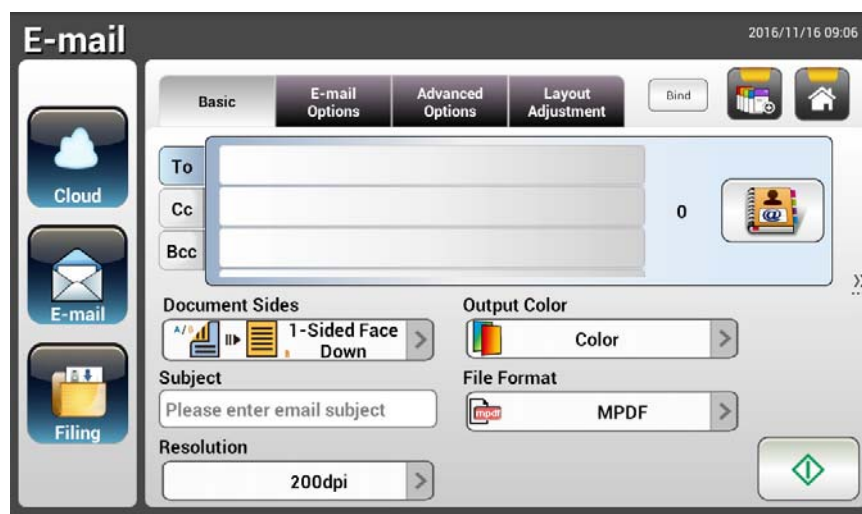 E-mail
2016/11/16 09:06
Basic
E-mail
Options
Advanced
Options
Layout
Adjustment
Bind
Cloud
E-mail
Filing
To
Cc
Bcc
0
@
Document Sides
A/B
1-Sided Face
Down
Output Color
Color
Subject
Please enter email subject
File Format
mpdf
MPDF
Resolution
200dpi